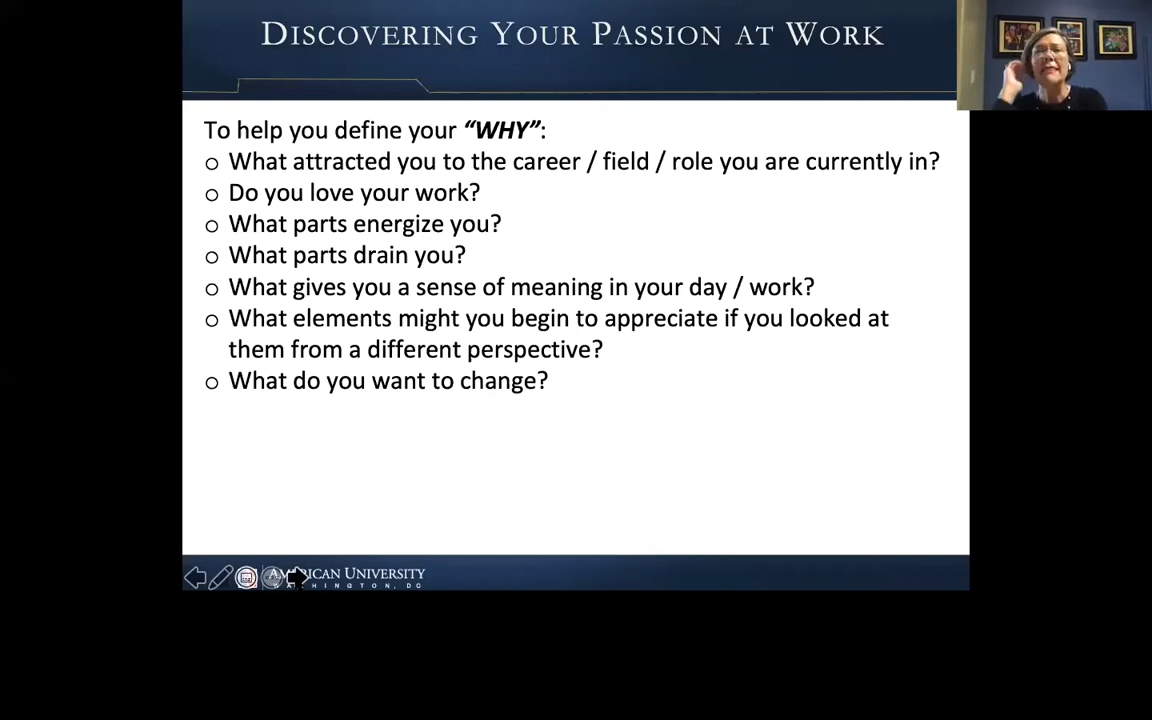 DISCOVERING YOUR PASSION AT WORK
To help you define your “WHY”:
○ What attracted you to the career / field / role you are currently in?
○ Do you love your work?
○ What parts energize you?
○ What parts drain you?
○ What gives you a sense of meaning in your day / work?
○ What elements might you begin to appreciate if you looked at
them from a different perspective?
○ What do you want to change?
AMERICAN UNIVERSITY
WASHINGTON, DC